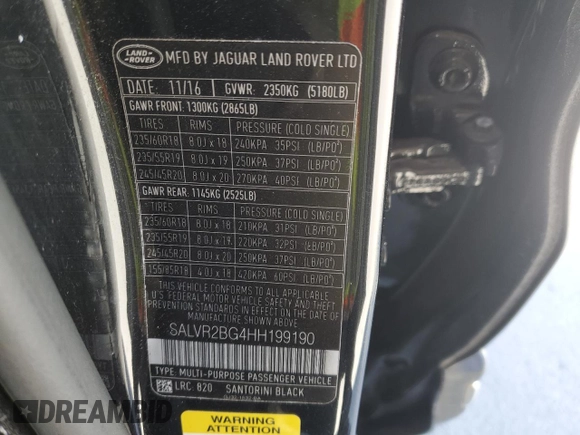 LAND-ROVER MFD BY JAGUAR LAND ROVER LTD
DATE: 11/16 GVWR: 2350KG (5180LB)
GAWR FRONT: 1300KG (2865LB)
TIRES RIMS PRESSURE (COLD SINGLE)
235/60R18 8.0J x 18 240KPA 35PSI (LB/PO²)
235/55R19 8.0J x 19 250KPA 37PSI (LB/PO²)
245/45R20 8.0J x 20 270KPA 40PSI (LB/PO²)
GAWR REAR: 1145KG (2525LB)
TIRES RIMS PRESSURE (COLD SINGLE)
235/60R18 8.0J x 18 210KPA 31PSI (LB/PO²)
235/55R19 8.0J x 19 220KPA 32PSI (LB/PO²)
245/45R20 8.0J x 20 250KPA 37PSI (LB/PO²)
155/85R18 4.0J x 18 420KPA 60PSI (LB/PO²)
THIS VEHICLE CONFORMS TO ALL APPLICABLE
U.S. FEDERAL MOTOR VEHICLE SAFETY AND THEFT
PREVENTION STANDARDS IN EFFECT ON THE DATE
OF MANUFACTURE SHOWN ABOVE
SALVR2BG4HH199190
TYPE: MULTI-PURPOSE PASSENGER VEHICLE
LRC: 820 SANTORINI BLACK
WARNING
ATTENTION
DREAMBID